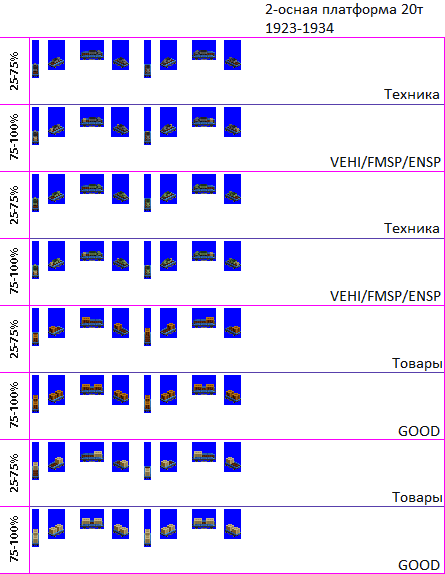 2-осная платформа 20т
1923-1934
25-75%
Техника
75-100%
VEHI/FMSP/ENSP
25-75%
Техника
75-100%
VEHI/FMSP/ENSP
25-75%
Товары
75-100%
GOOD
25-75%
Товары
75-100%
GOOD